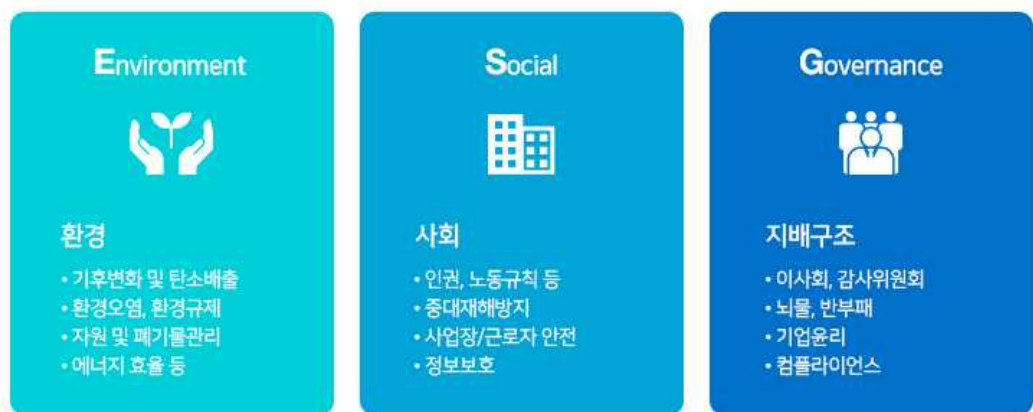 Environment
환경
• 기후변화 및 탄소배출
• 환경오염, 환경규제
• 자원 및 폐기물관리
• 에너지 효율 등
Social
사회
• 인권, 노동규칙 등
• 중대재해방지
• 사업장/근로자 안전
• 정보보호
Governance
지배구조
• 이사회, 감사위원회
• 뇌물, 반부패
• 기업윤리
• 컴플라이언스